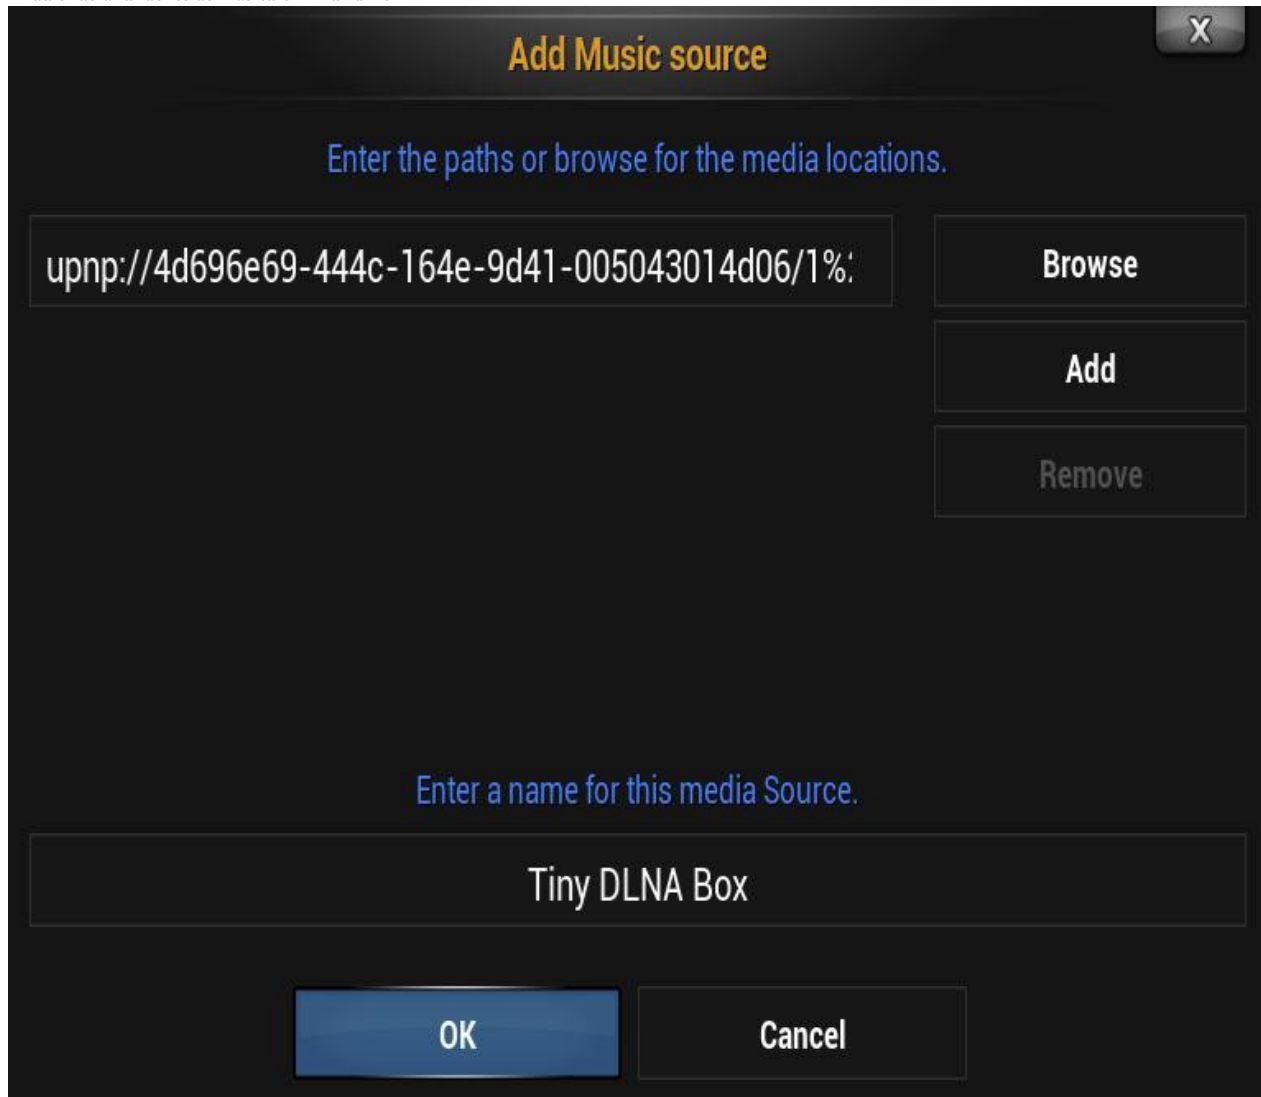 Add Music source
X
Enter the paths or browse for the media locations.
upnp://4d696e69-444c-164e-9d41-005043014d06/1%
Browse
Add
Remove
Enter a name for this media Source.
Tiny DLNA Box
OK
Cancel